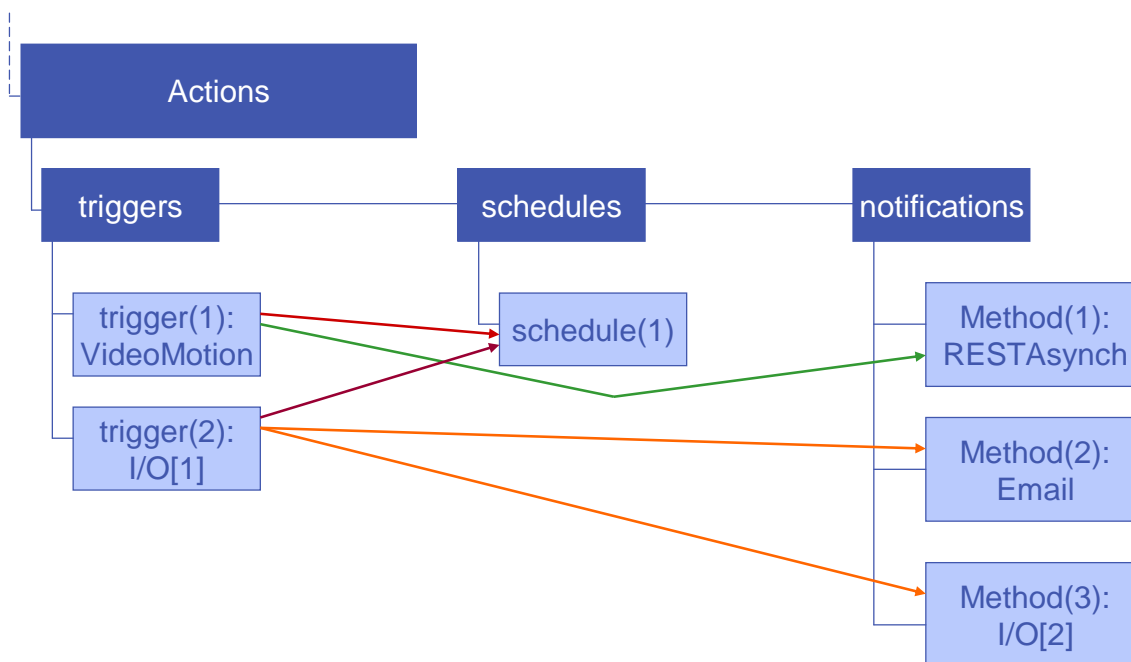 Actions
triggers
schedules
notifications
trigger(1):
VideoMotion
schedule(1)
Method(1):
RESTAsynch
trigger(2):
I/O[1]
Method(2):
Email
Method(3):
I/O[2]